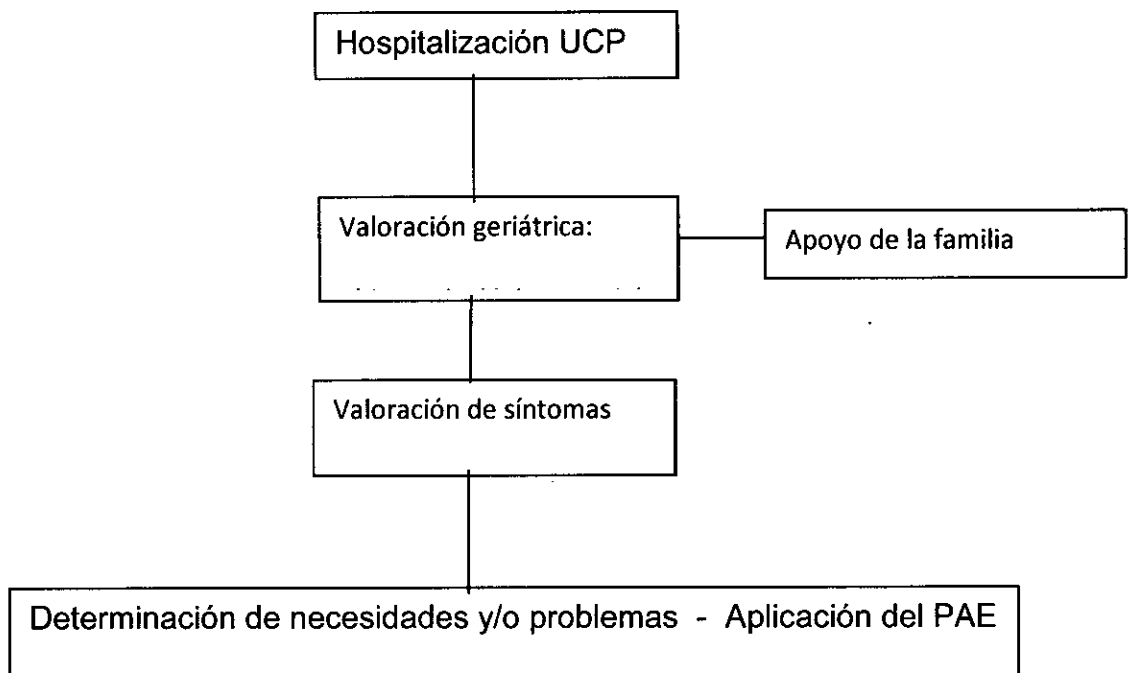 Hospitalización UCP
Valoración geriátrica:
Apoyo de la familia
Valoración de síntomas
Determinación de necesidades y/o problemas - Aplicación del PAE